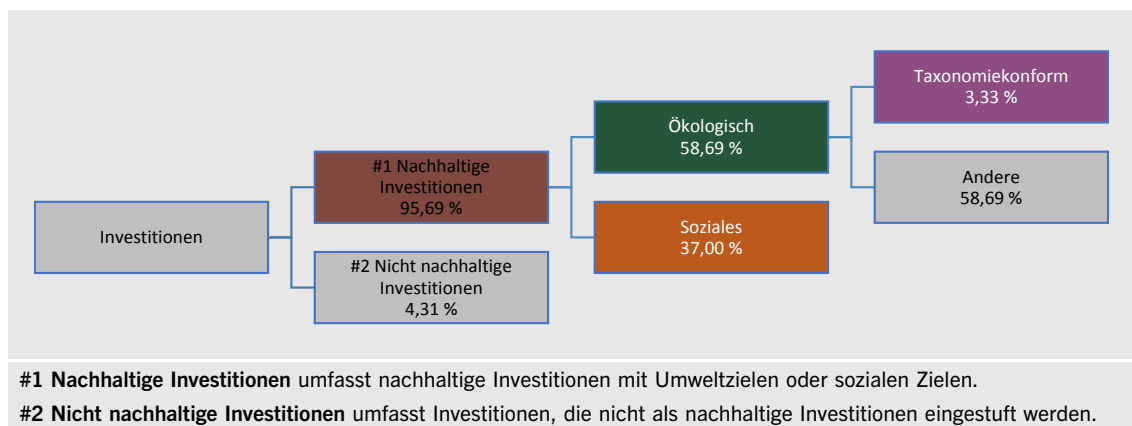 Investitionen
#1 Nachhaltige
Investitionen
95,69 %
#2 Nicht nachhaltige
Investitionen
4,31 %
Ökologisch
58,69 %
Soziales
37,00 %
Taxonomiekonform
3,33 %
Andere
58,69 %
#1 Nachhaltige Investitionen umfasst nachhaltige Investitionen mit Umweltzielen oder sozialen Zielen.
#2 Nicht nachhaltige Investitionen umfasst Investitionen, die nicht als nachhaltige Investitionen eingestuft werden.